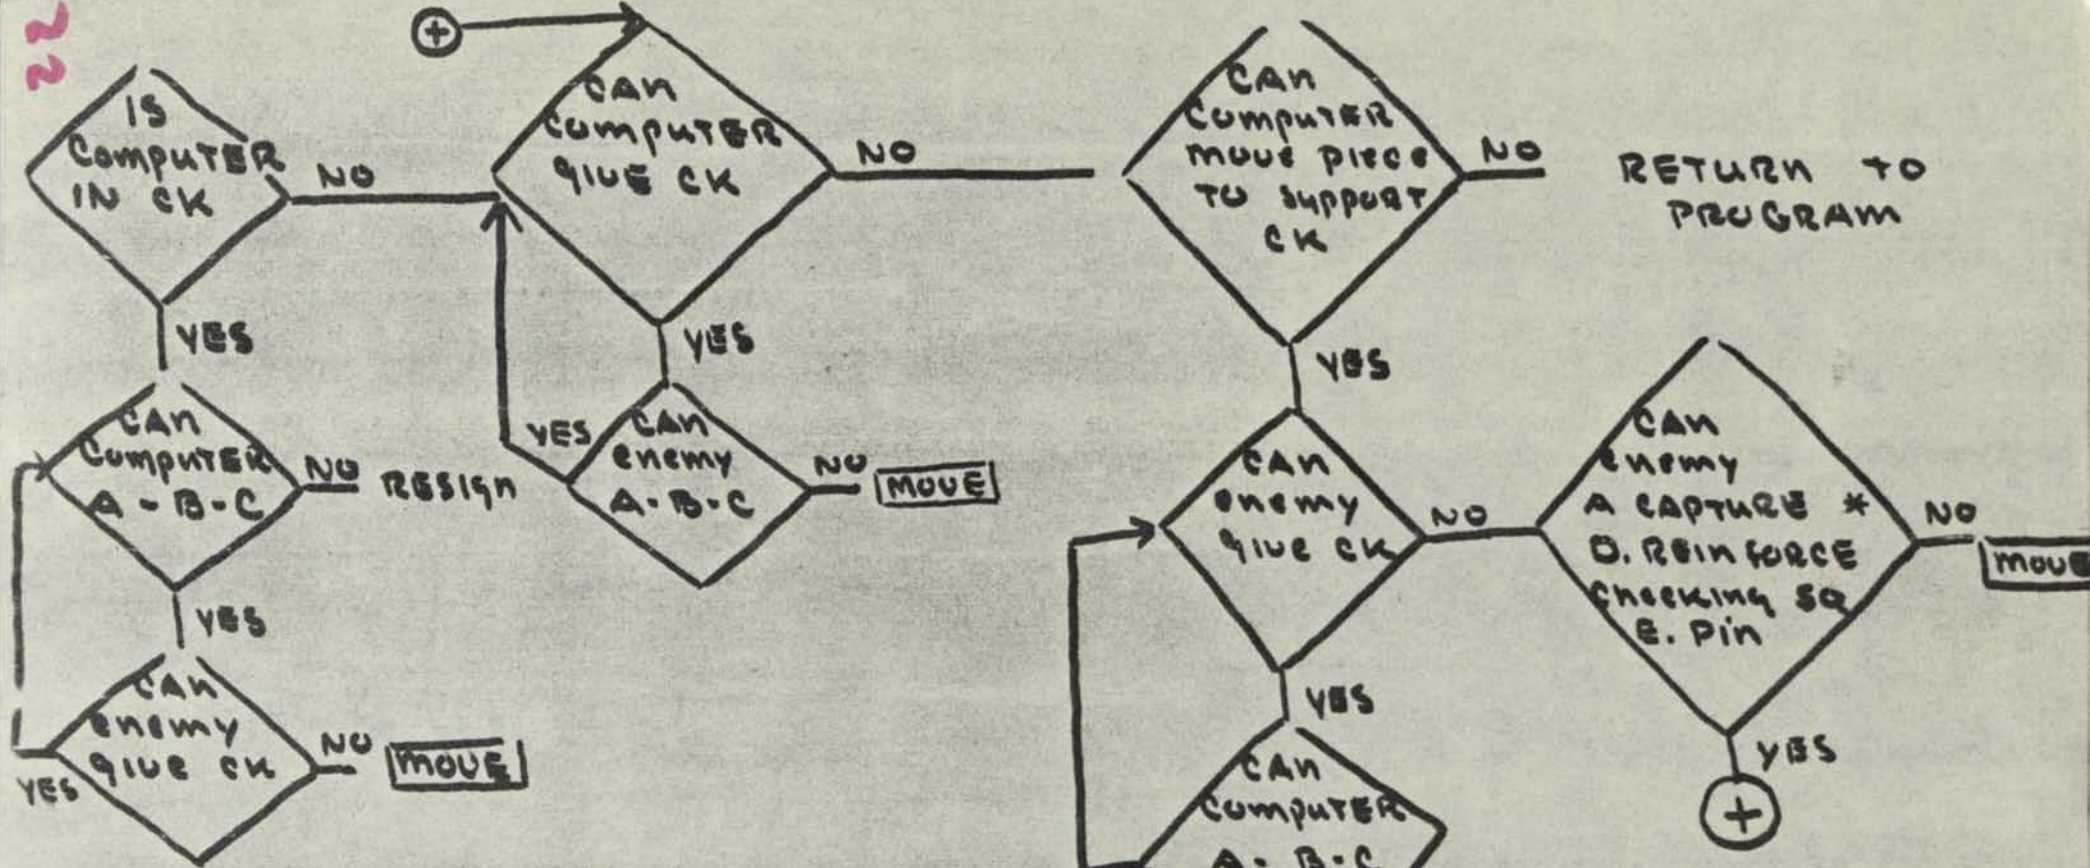 22
IS
COMPUTER
IN CK
NO
YES
CAN
COMPUTER
A - B - C
NO
RESIGN
YES
CAN
enemy
GIVE CK
NO
MOVE
YES
+
CAN
COMPUTER
GIVE CK
NO
YES
CAN
enemy
A - B - C
YES
NO
MOVE
CAN
COMPUTER
MOVE PIECE
TO SUPPORT
CK
NO
RETURN TO
PROGRAM
YES
CAN
enemy
GIVE CK
NO
YES
CAN
COMPUTER
A - B - C
CAN
enemy
A CAPTURE *
D. REINFORCE
CHECKING SQ
E. PIN
NO
MOVE
YES
+